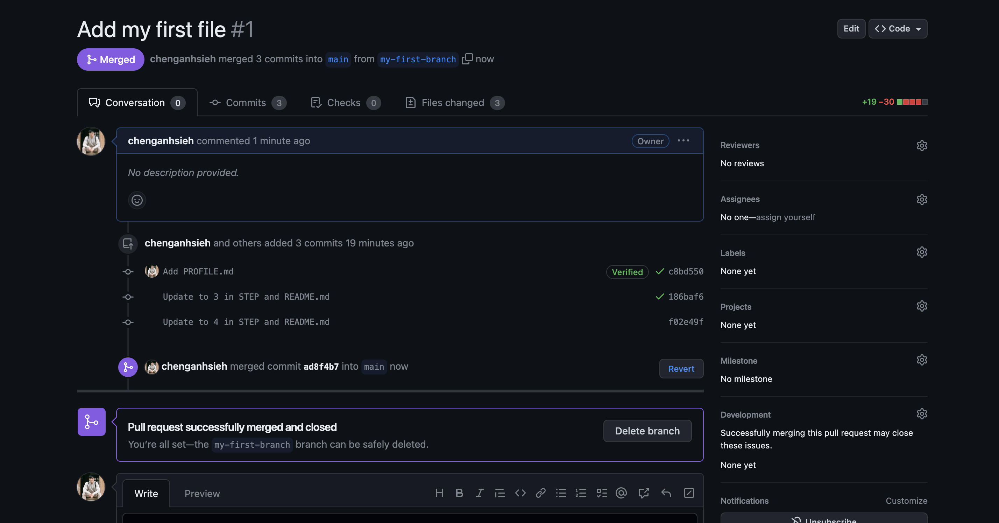 Add my first file #1
Edit
Code
Merged
chenganhsieh merged 3 commits into main from my-first-branch now
Conversation 0
Commits 3
Checks 0
Files changed 3
+19 −30
chenganhsieh commented 1 minute ago
Owner
No description provided.
chenganhsieh and others added 3 commits 19 minutes ago
Add PROFILE.md
Verified
c8bd550
Update to 3 in STEP and README.md
186baf6
Update to 4 in STEP and README.md
f02e49f
chenganhsieh merged commit ad8f4b7 into main now
Revert
Pull request successfully merged and closed
You’re all set—the my-first-branch branch can be safely deleted.
Delete branch
Write
Preview
Reviewers
No reviews
Assignees
No one—assign yourself
Labels
None yet
Projects
None yet
Milestone
No milestone
Development
Successfully merging this pull request may close
these issues.
None yet
Notifications
Customize
Unsubscribe